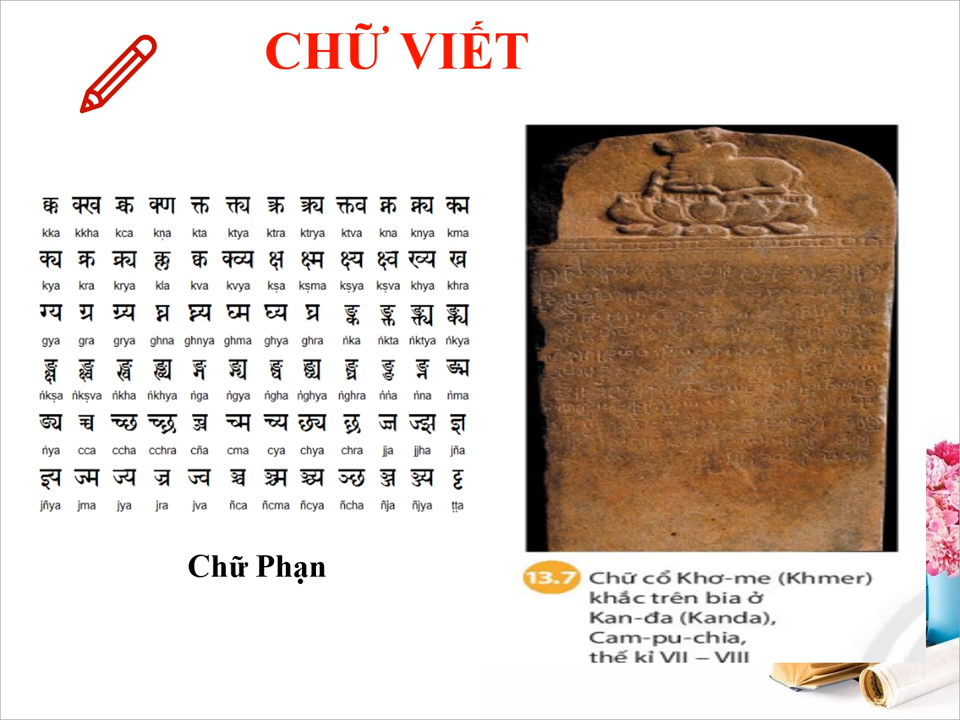 CHỮ VIẾT
क्क क्ख क्च क्ण क्त क्त्य क्त्र क्त्र्य क्त्व क्न क्न्य क्म
kka kkha kca kṇa kta ktya ktra ktrya ktva kna knya kma
क्य क्र क्र्य क्ल क्व क्व्य क्ष क्ष्म क्ष्य क्ष्व ख्य ख्र
kya kra krya kla kva kvya kṣa kṣma kṣya kṣva khya khra
ग्य ग्र ग्र्य घ्न घ्न्य घ्म घ्य घ्र ङ्क ङ्क्त ङ्क्त्य ङ्क्य
gya gra grya ghna ghnya ghma ghya ghra ṅka ṅkta ṅktya ṅkya
ङ्क्ष ङ्क्ष्व ङ्ख ङ्ख्य ङ्ग ङ्ग्य ङ्घ ङ्घ्य ङ्घ्र ङ्ङ ङ्न ङ्म
ṅkṣa ṅkṣva ṅkha ṅkhya ṅga ṅgya ṅgha ṅghya ṅghra ṅṅa ṅna ṅma
ङ्य च्च च्छ च्छ्र च्ञ च्म च्य छ्य छ्र ज्ज ज्झ ज्ञ
ṅya cca ccha cchra cña cma cya chya chra jja jjha jña
ज्ञ्य ज्म ज्य ज्र ज्व ञ्च ञ्च्म ञ्च्य ञ्छ ञ्ज ञ्ज्य ट्ट
jñya jma jya jra jva ñca ñcma ñcya ñcha ñja ñjya ṭṭa
Chữ Phạn
13.7 Chữ cổ Khơ-me (Khmer)
khắc trên bia ở
Kan-đa (Kanda),
Cam-pu-chia,
thế kỉ VII – VIII